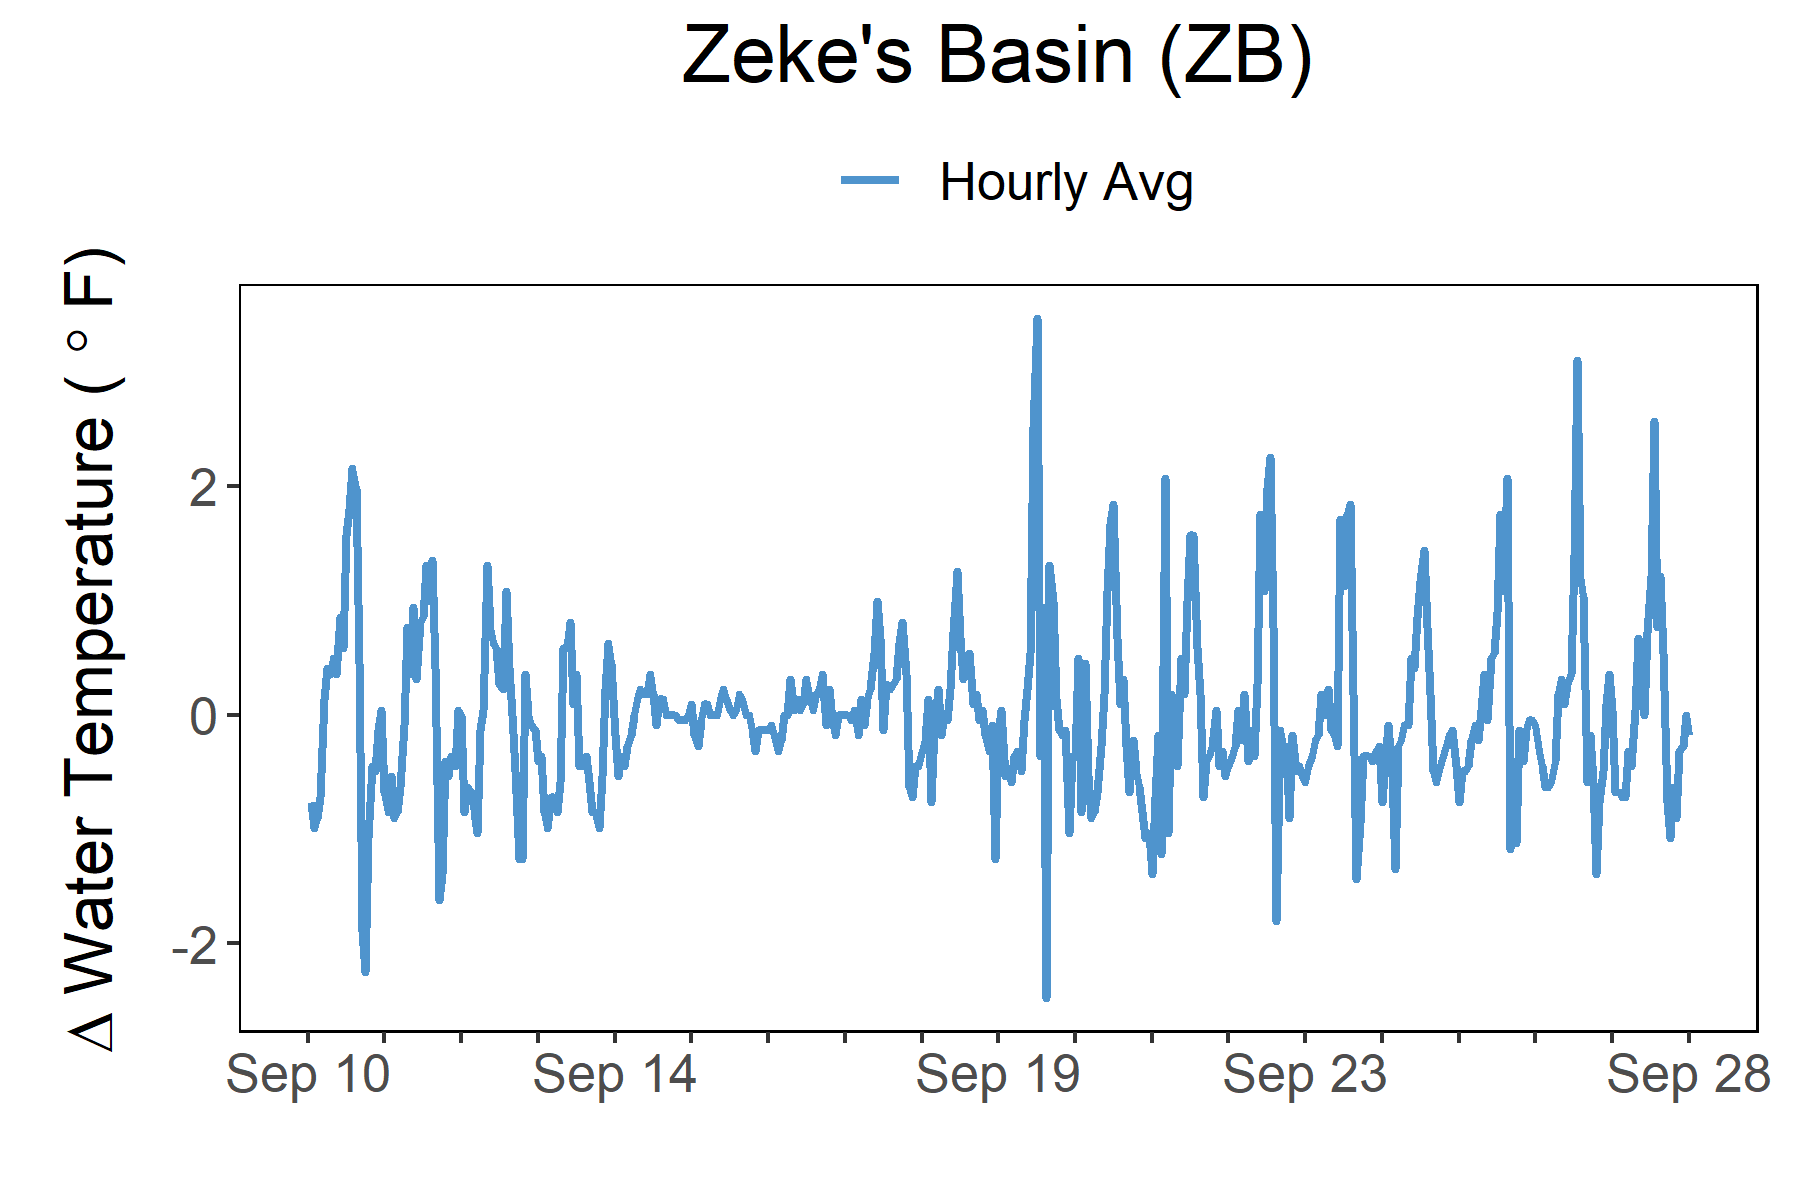 Zeke's Basin (ZB)
Hourly Avg
Δ Water Temperature ( ° F)
2
0
-2
Sep 10
Sep 14
Sep 19
Sep 23
Sep 28